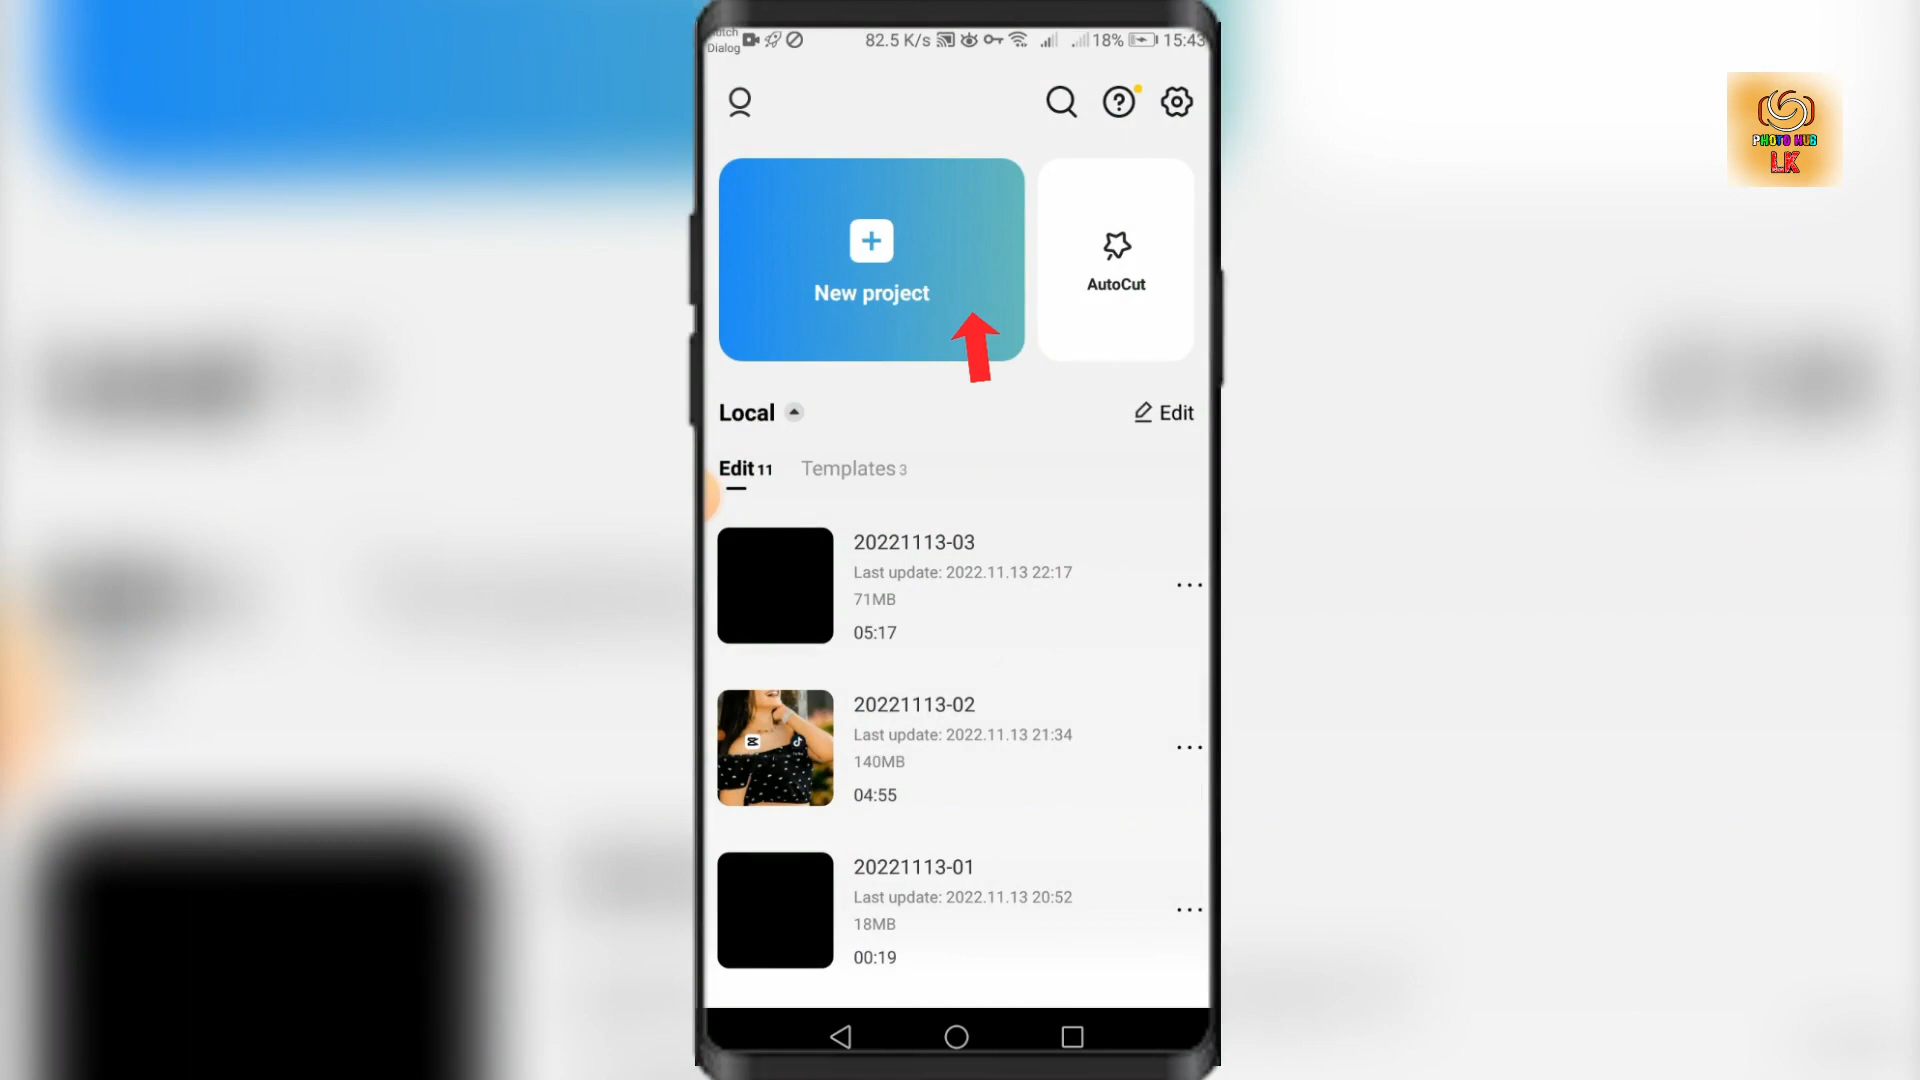 Dialog
82.5 K/s
18%
15:43
PHOTO HUB
LK
New project
AutoCut
Local
Edit
Edit 11
Templates 3
20221113-03
Last update: 2022.11.13 22:17
71MB
05:17
20221113-02
Last update: 2022.11.13 21:34
140MB
04:55
20221113-01
Last update: 2022.11.13 20:52
18MB
00:19